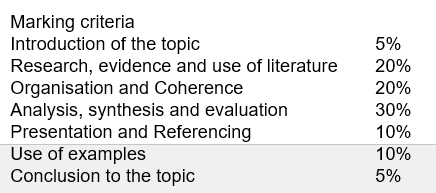 Marking criteria
Introduction of the topic 5%
Research, evidence and use of literature 20%
Organisation and Coherence 20%
Analysis, synthesis and evaluation 30%
Presentation and Referencing 10%
Use of examples 10%
Conclusion to the topic 5%